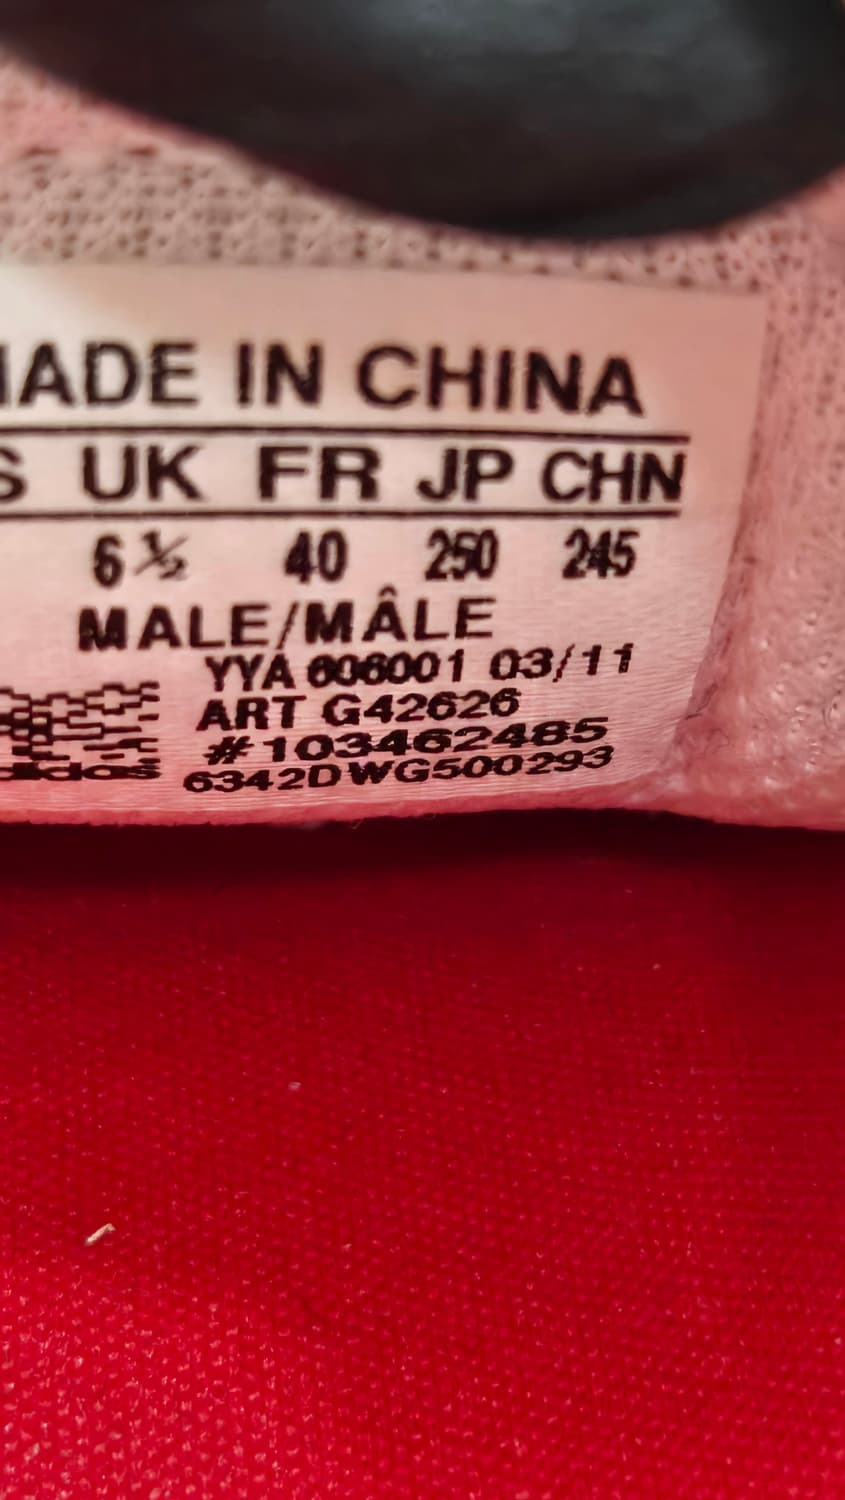 MADE IN CHINA
S UK FR JP CHN
6½ 40 250 245
MALE/MÂLE
YYA 606001 03/11
ART G42626
#103462485
adidas 6342DWG500293